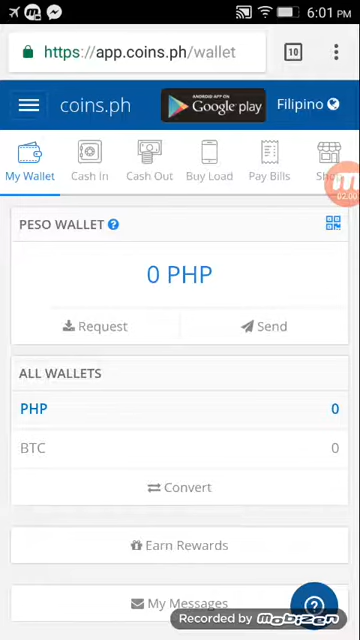 6:01 PM
https://app.coins.ph/wallet
10
coins.ph
ANDROID APP ON
Google play
Filipino
My Wallet
Cash In
Cash Out
Buy Load
Pay Bills
02:00
PESO WALLET
0 PHP
Request
Send
ALL WALLETS
PHP 0
BTC 0
Convert
Earn Rewards
My Messages
Recorded by mobizen